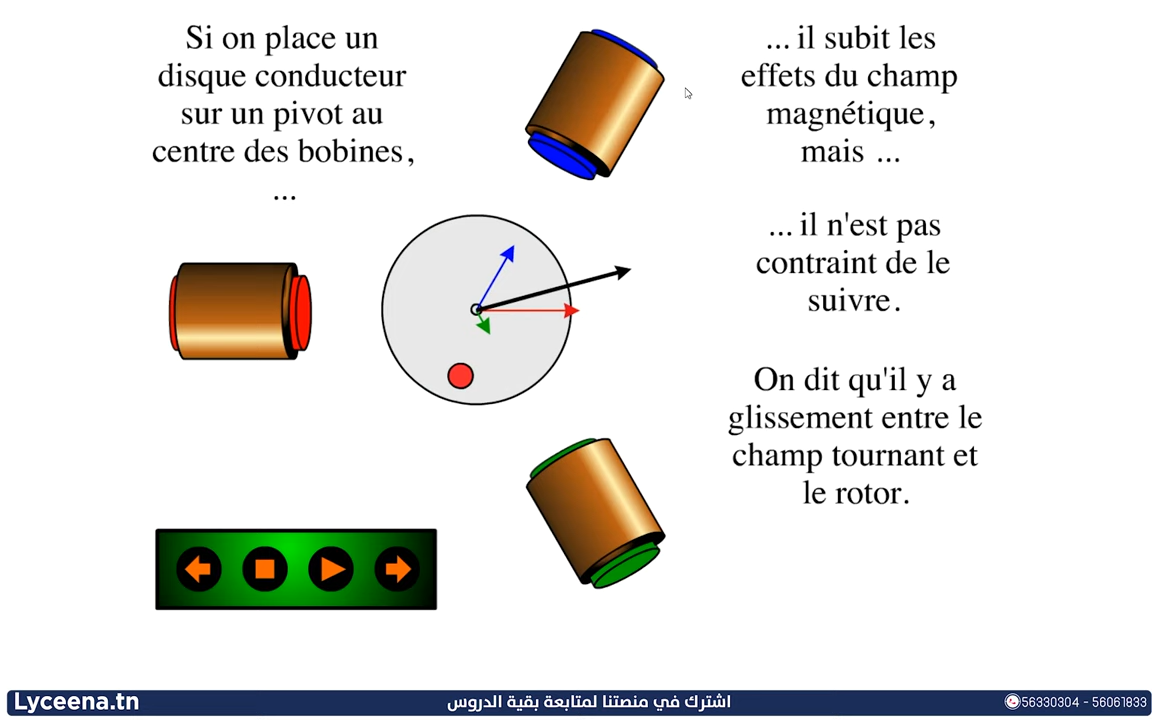 Si on place un
disque conducteur
sur un pivot au
centre des bobines,
...
... il subit les
effets du champ
magnétique,
mais ...
... il n'est pas
contraint de le
suivre.
On dit qu'il y a
glissement entre le
champ tournant et
le rotor.
Lyceena.tn
اشترك في منصتنا لمتابعة بقية الدروس
56330304 - 56061833